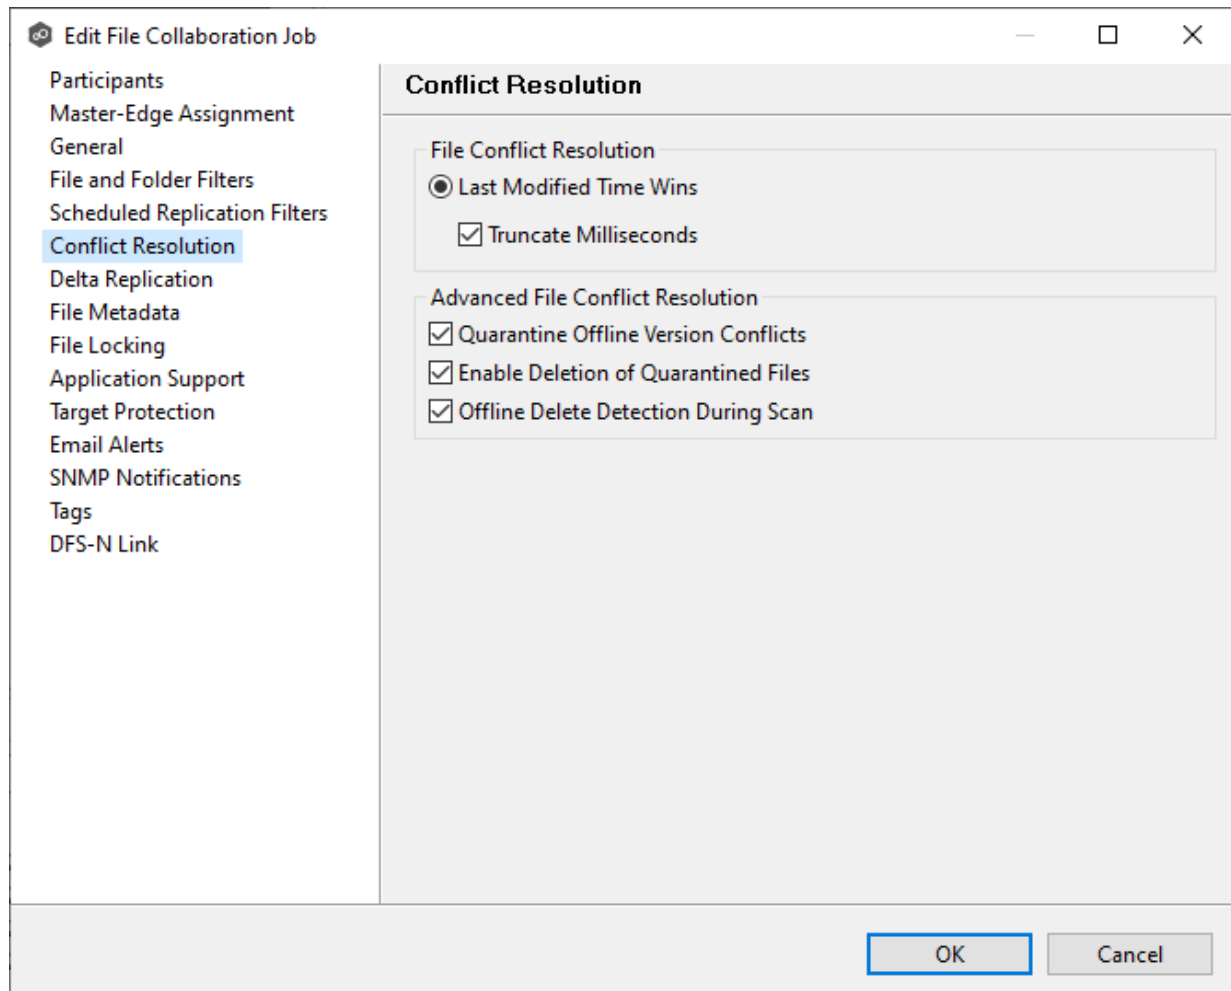 Edit File Collaboration Job
Participants
Master-Edge Assignment
General
File and Folder Filters
Scheduled Replication Filters
Conflict Resolution
Delta Replication
File Metadata
File Locking
Application Support
Target Protection
Email Alerts
SNMP Notifications
Tags
DFS-N Link
Conflict Resolution
File Conflict Resolution
Last Modified Time Wins
Truncate Milliseconds
Advanced File Conflict Resolution
Quarantine Offline Version Conflicts
Enable Deletion of Quarantined Files
Offline Delete Detection During Scan
OK
Cancel